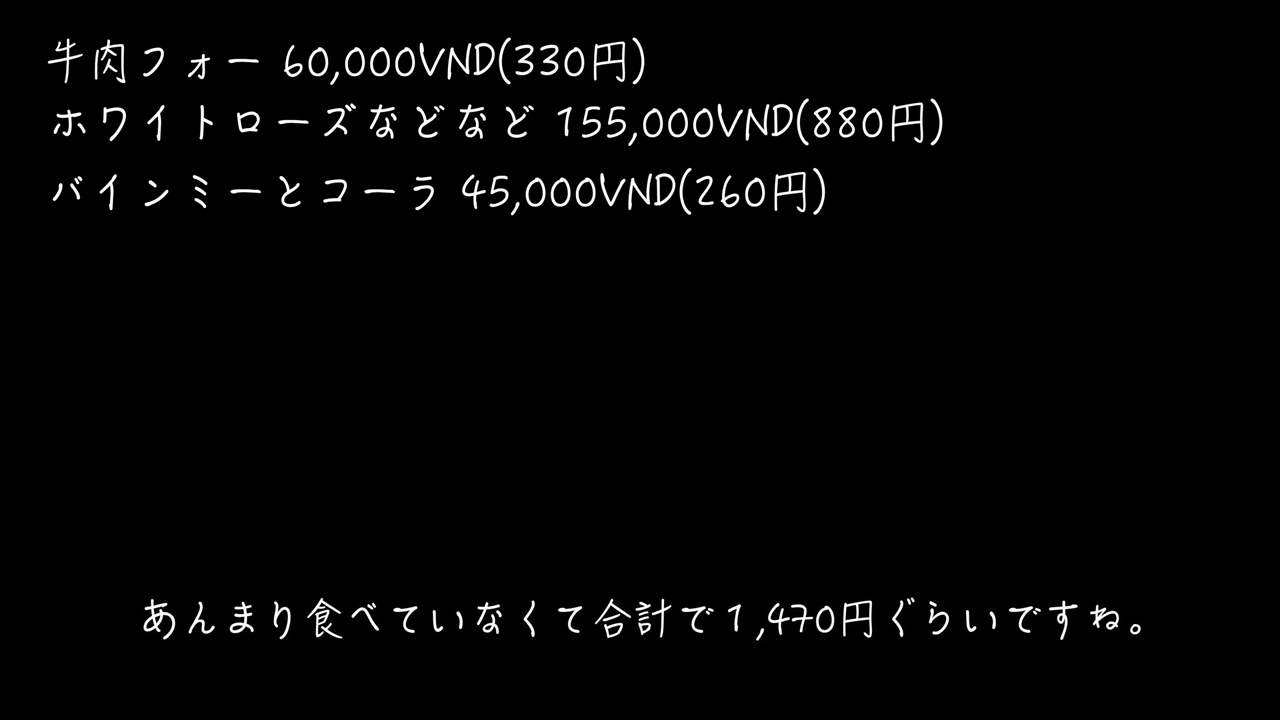 牛肉フォー 60,000VND(330円)
ホワイトローズなどなど 155,000VND(880円)
バインミーとコーラ 45,000VND(260円)
あんまり食べていなくて合計で1,470円ぐらいですね。